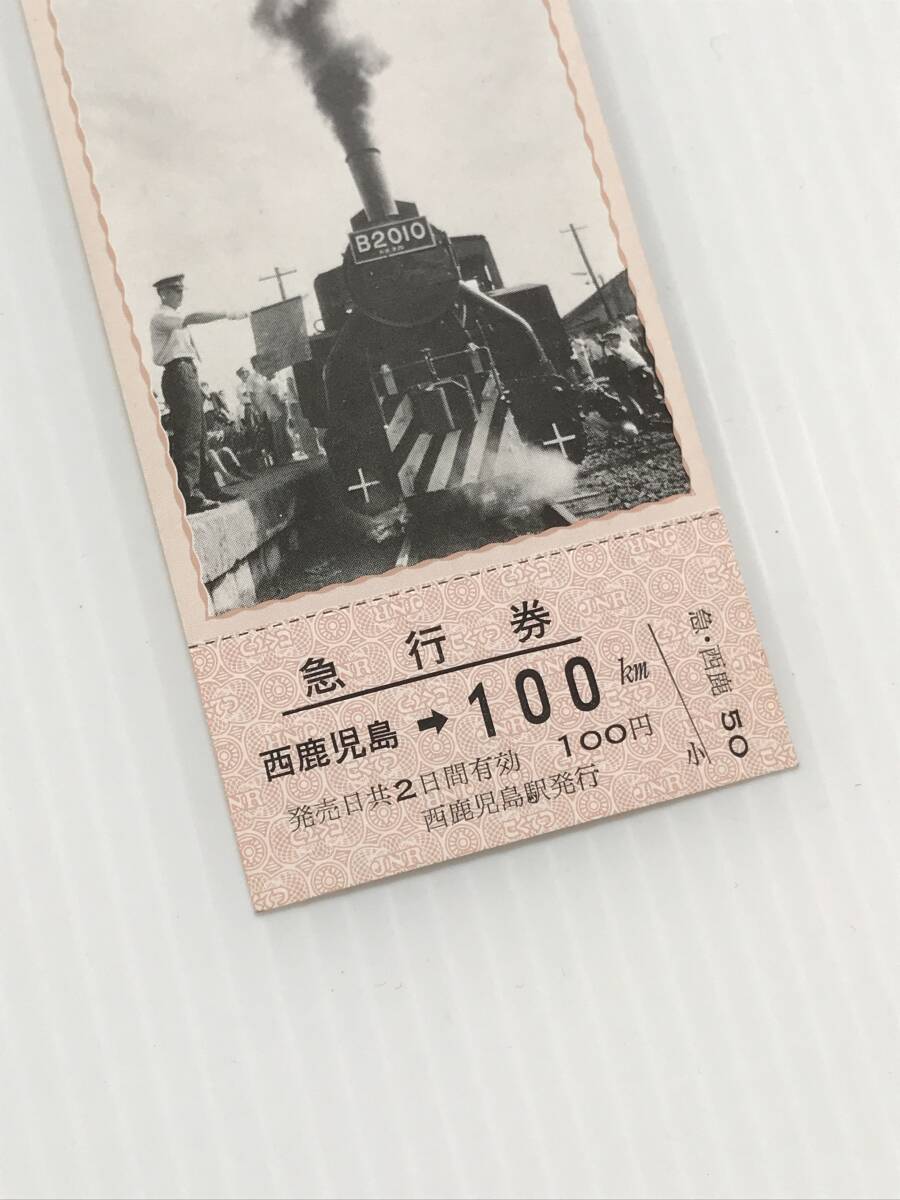 B2010
急行券
西鹿児島 → 100 km
発売日共2日間有効 100円
西鹿児島駅発行
急・西鹿 50
小
JNR